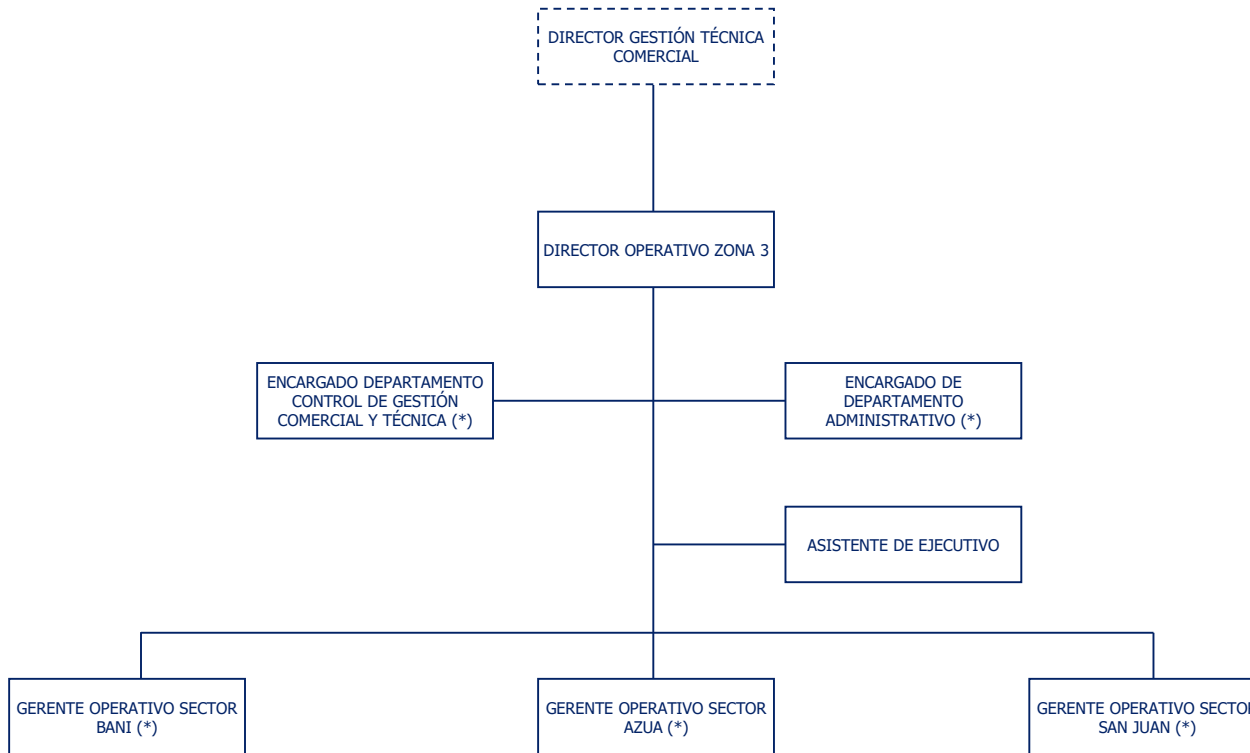 DIRECTOR GESTIÓN TÉCNICA
COMERCIAL
DIRECTOR OPERATIVO ZONA 3
ENCARGADO DEPARTAMENTO
CONTROL DE GESTIÓN
COMERCIAL Y TÉCNICA (*)
ENCARGADO DE
DEPARTAMENTO
ADMINISTRATIVO (*)
ASISTENTE DE EJECUTIVO
GERENTE OPERATIVO SECTOR
BANI (*)
GERENTE OPERATIVO SECTOR
AZUA (*)
GERENTE OPERATIVO SECTOR
SAN JUAN (*)